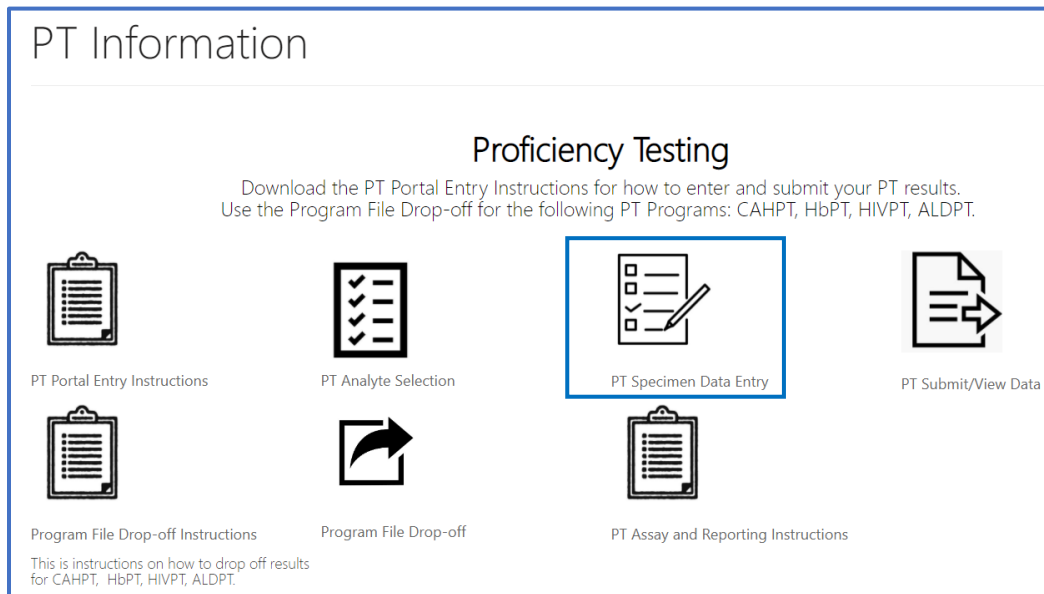 PT Information
Proficiency Testing
Download the PT Portal Entry Instructions for how to enter and submit your PT results.
Use the Program File Drop-off for the following PT Programs: CAHPT, HbPT, HIVPT, ALDPT.
PT Portal Entry Instructions
PT Analyte Selection
PT Specimen Data Entry
PT Submit/View Data
Program File Drop-off Instructions
Program File Drop-off
PT Assay and Reporting Instructions
This is instructions on how to drop off results
for CAHPT, HbPT, HIVPT, ALDPT.